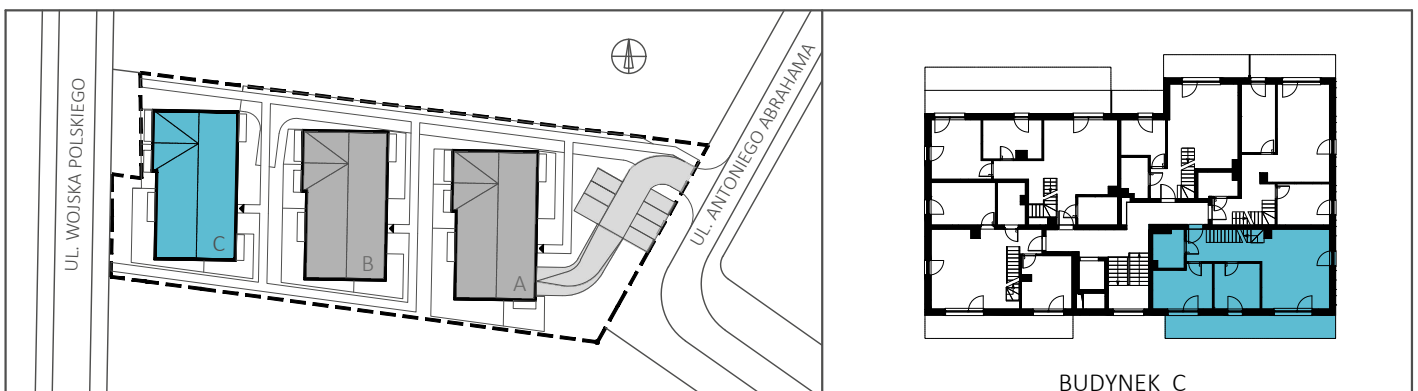 UL. WOJSKA POLSKIEGO
C
B
A
UL. ANTONIEGO ABRAHAMA
BUDYNEK C